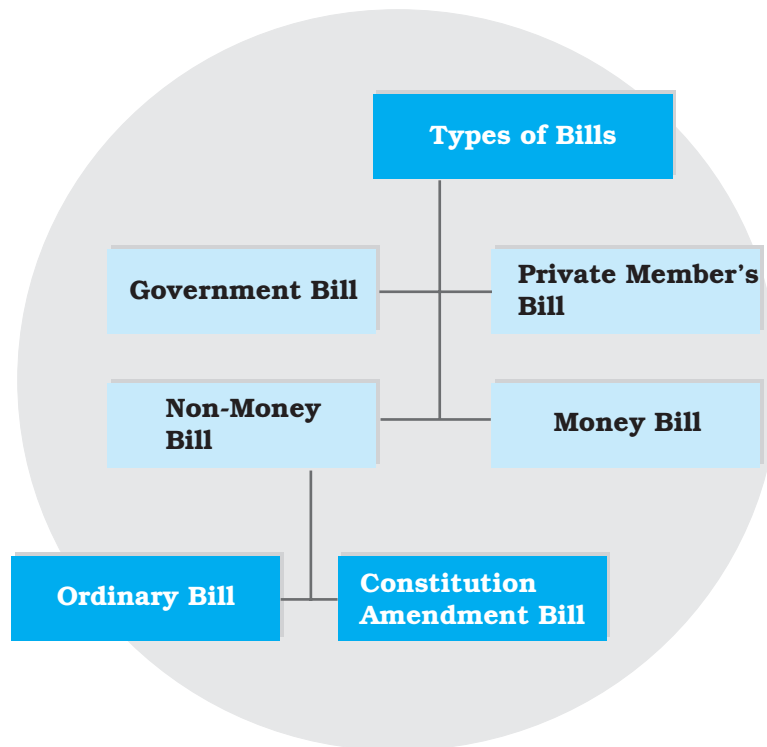 Types of Bills
Government Bill
Private Member's
Bill
Non-Money
Bill
Money Bill
Ordinary Bill
Constitution
Amendment Bill